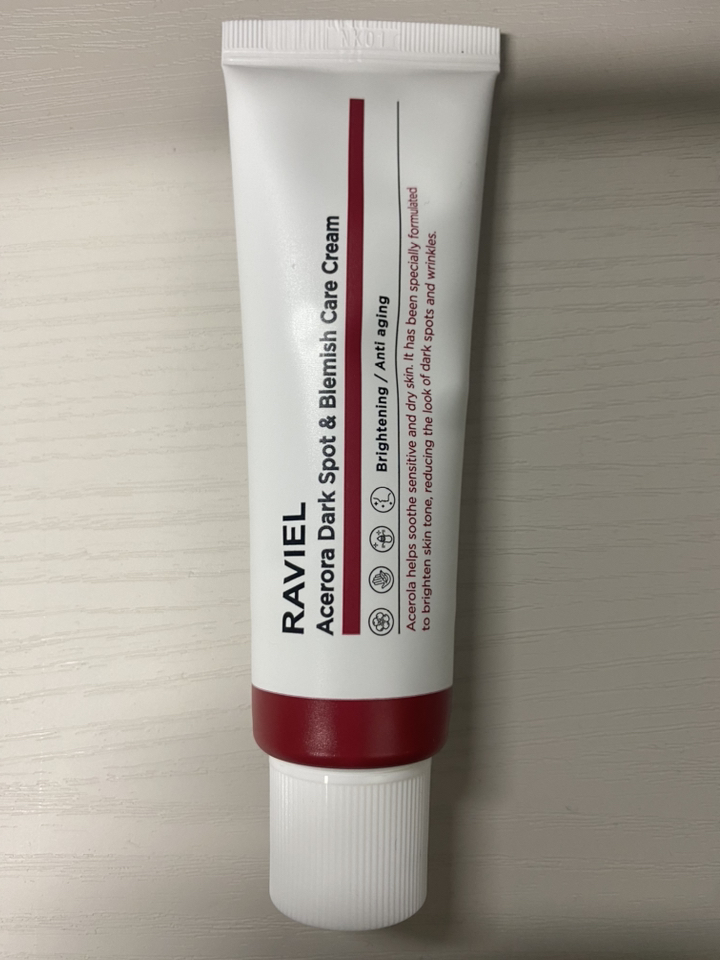 RAVIEL
Acerora Dark Spot & Blemish Care Cream
Brightening / Anti aging
Acerola helps soothe sensitive and dry skin. It has been specially formulated
to brighten skin tone, reducing the look of dark spots and wrinkles.